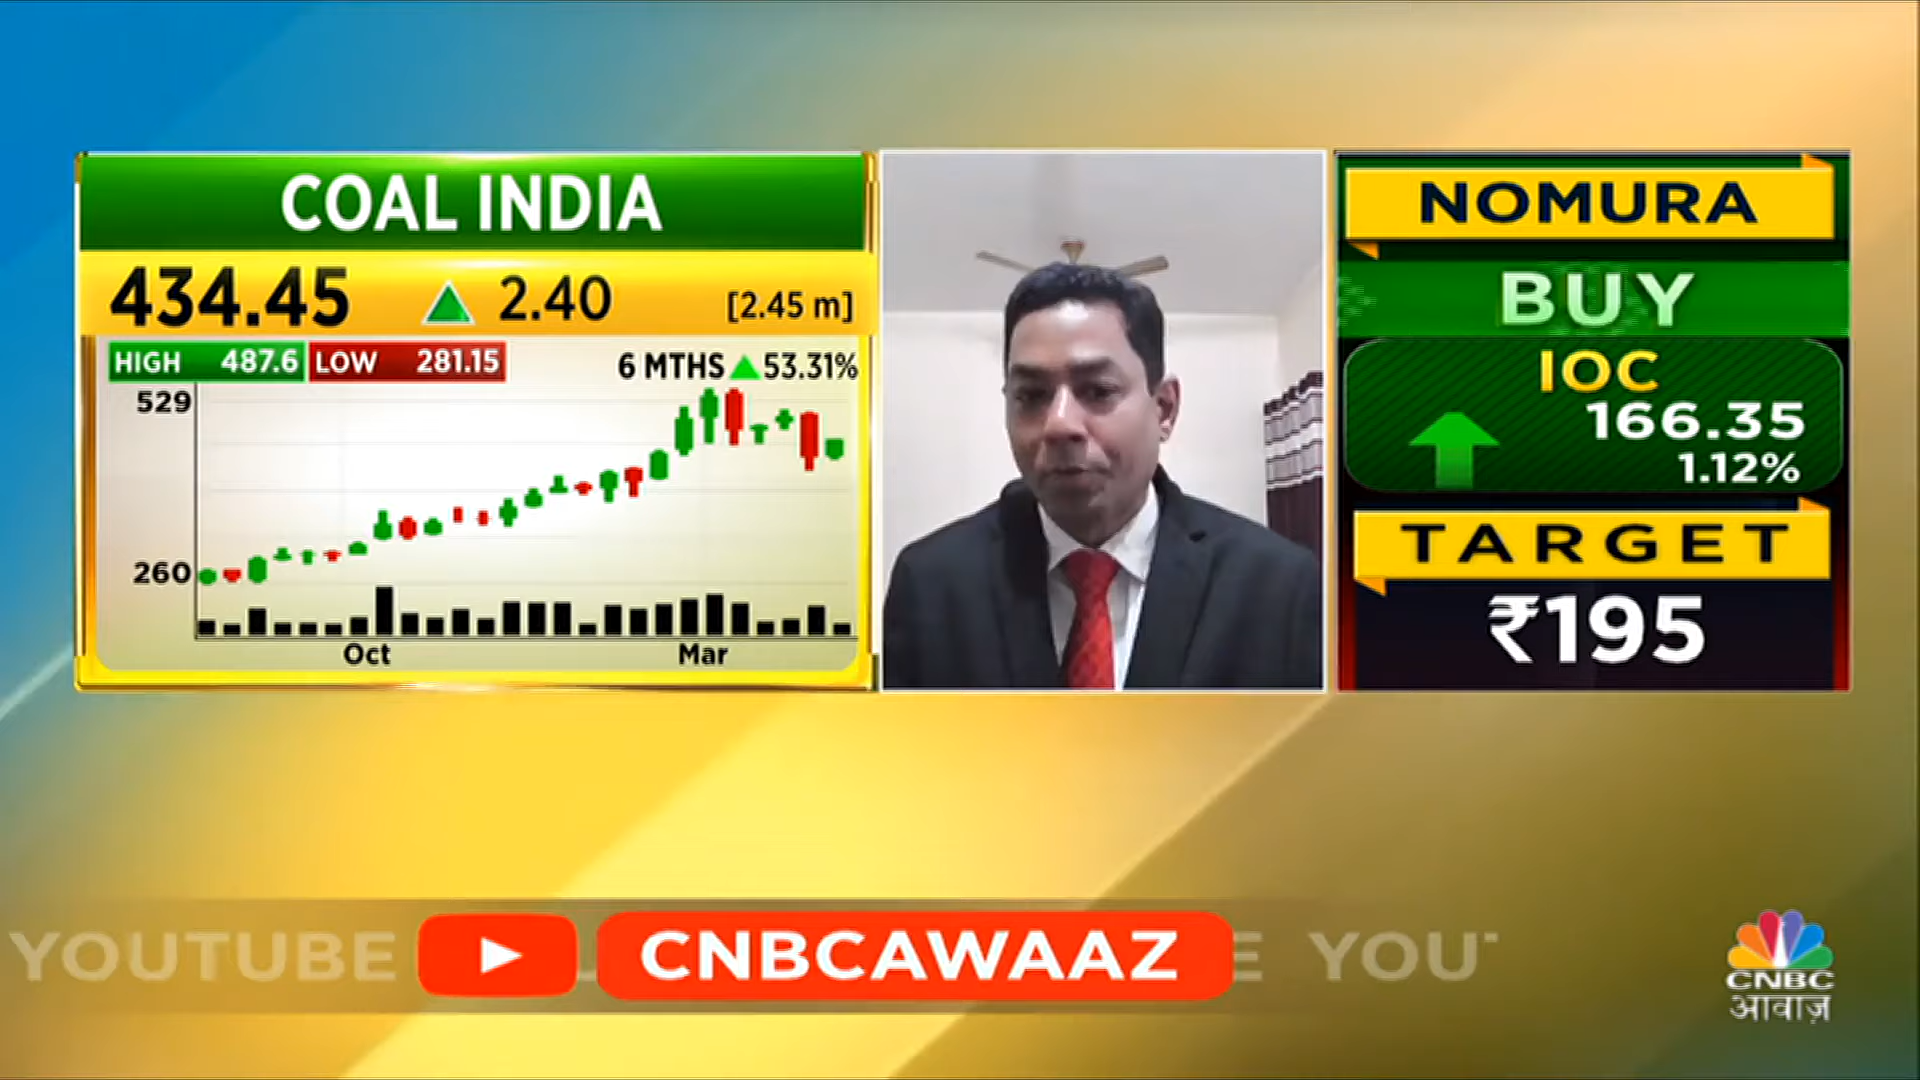 COAL INDIA
434.45 2.40 [2.45 m]
HIGH 487.6 LOW 281.15 6 MTHS 53.31%
529
260
Oct Mar
NOMURA
BUY
IOC
166.35
1.12%
TARGET
₹195
YOUTUBE CNBCAWAAZ E YOUT
CNBC
आवाज़